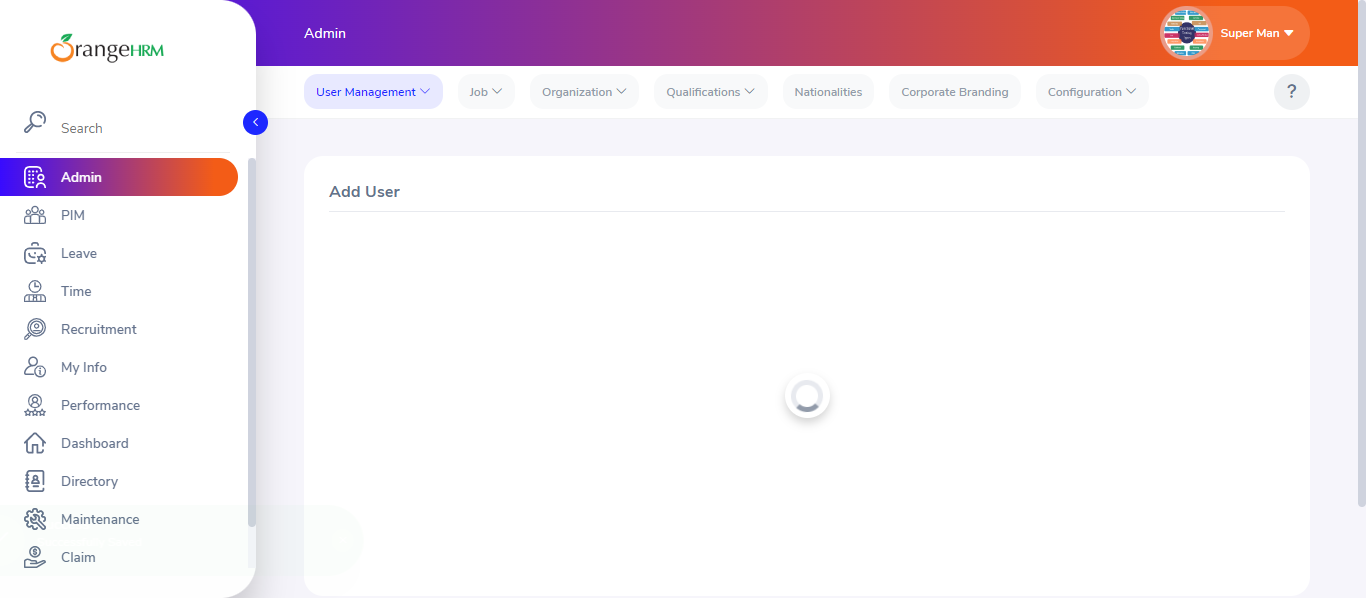 OrangeHRM
Admin
Super Man
User Management
Job
Organization
Qualifications
Nationalities
Corporate Branding
Configuration
?
Search
Admin
PIM
Leave
Time
Recruitment
My Info
Performance
Dashboard
Directory
Maintenance
Claim
Add User